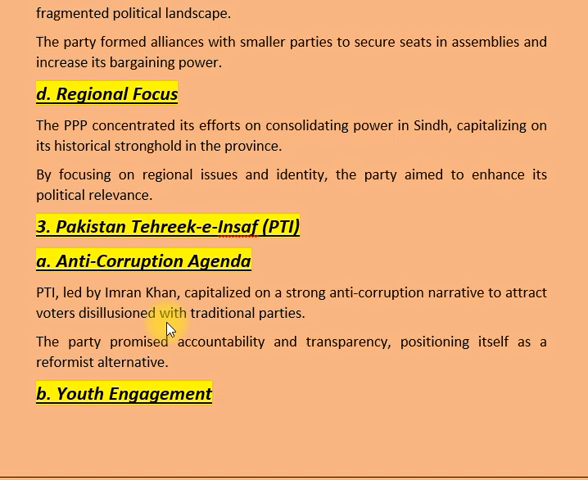 fragmented political landscape.
The party formed alliances with smaller parties to secure seats in assemblies and
increase its bargaining power.
d. Regional Focus
The PPP concentrated its efforts on consolidating power in Sindh, capitalizing on
its historical stronghold in the province.
By focusing on regional issues and identity, the party aimed to enhance its
political relevance.
3. Pakistan Tehreek-e-Insaf (PTI)
a. Anti-Corruption Agenda
PTI, led by Imran Khan, capitalized on a strong anti-corruption narrative to attract
voters disillusioned with traditional parties.
The party promised accountability and transparency, positioning itself as a
reformist alternative.
b. Youth Engagement